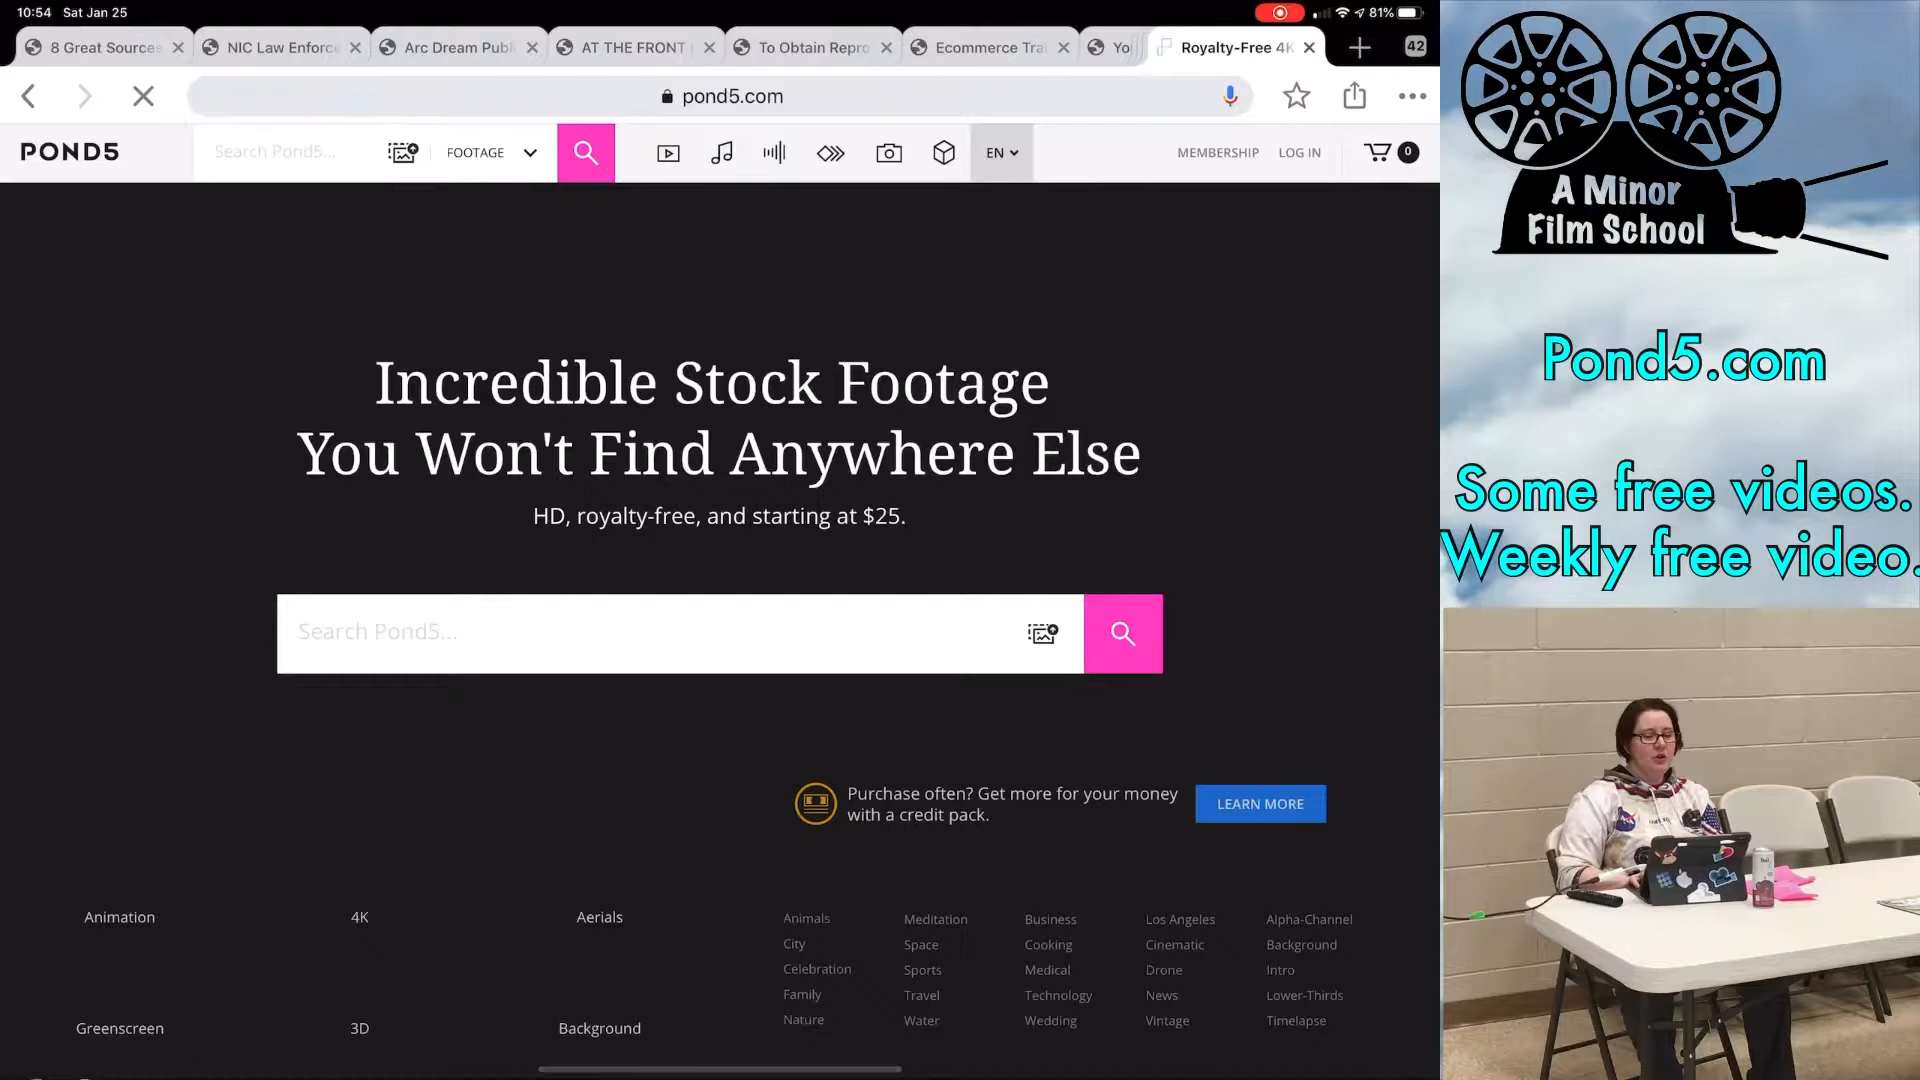 10:54 Sat Jan 25
81%
8 Great Sources
NIC Law Enforc
Arc Dream Publ
AT THE FRONT
To Obtain Repro
Ecommerce Trai
Yo
Royalty-Free 4K
42
pond5.com
POND5
Search Pond5...
FOOTAGE
EN
MEMBERSHIP
LOG IN
0
Incredible Stock Footage
You Won't Find Anywhere Else
HD, royalty-free, and starting at $25.
Search Pond5...
Purchase often? Get more for your money
with a credit pack.
LEARN MORE
Animation
4K
Aerials
Greenscreen
3D
Background
Animals
City
Celebration
Family
Nature
Meditation
Space
Sports
Travel
Water
Business
Cooking
Medical
Technology
Wedding
Los Angeles
Cinematic
Drone
News
Vintage
Alpha-Channel
Background
Intro
Lower-Thirds
Timelapse
A Minor
Film School
Pond5.com
Some free videos.
Weekly free video.